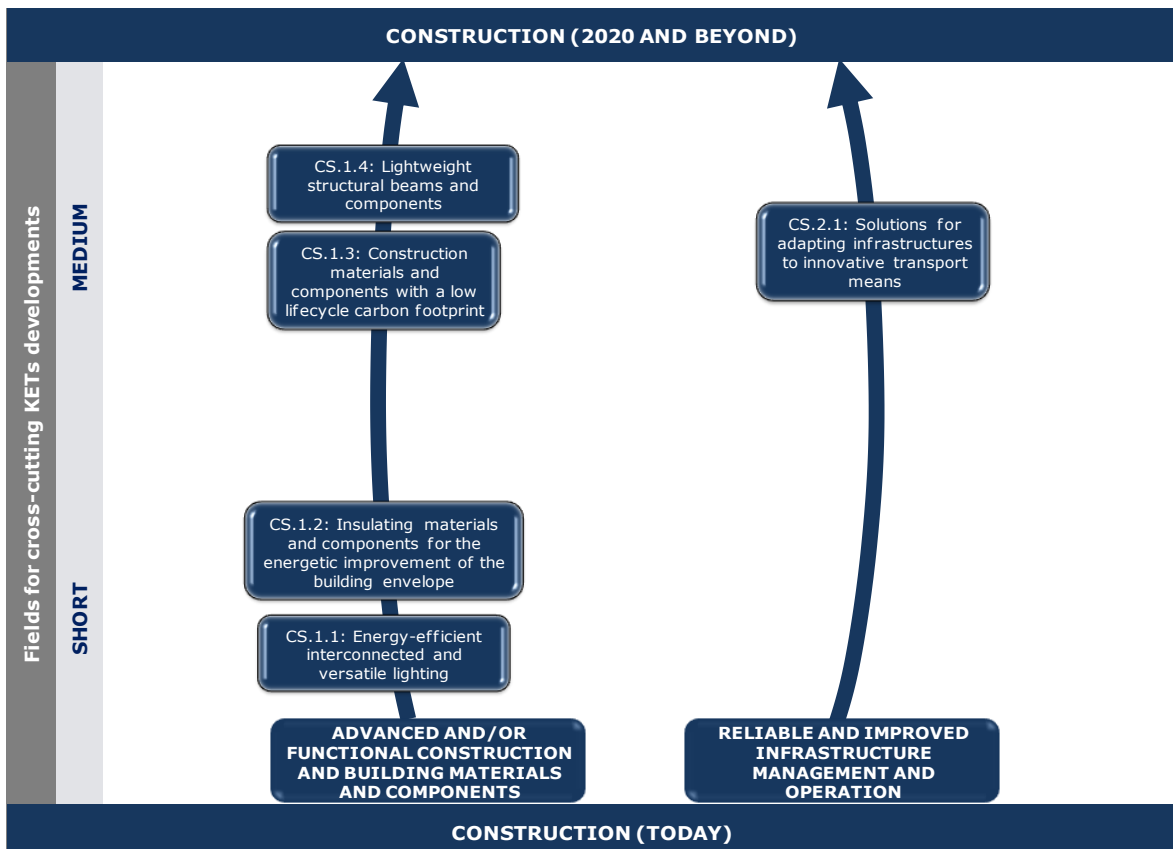 CONSTRUCTION (2020 AND BEYOND)
Fields for cross-cutting KETs developments
MEDIUM
CS.1.4: Lightweight
structural beams and
components
CS.1.3: Construction
materials and
components with a low
lifecycle carbon footprint
CS.2.1: Solutions for
adapting infrastructures
to innovative transport
means
SHORT
CS.1.2: Insulating materials
and components for the
energetic improvement of the
building envelope
CS.1.1: Energy-efficient
interconnected and
versatile lighting
ADVANCED AND/OR
FUNCTIONAL CONSTRUCTION
AND BUILDING MATERIALS
AND COMPONENTS
RELIABLE AND IMPROVED
INFRASTRUCTURE
MANAGEMENT AND
OPERATION
CONSTRUCTION (TODAY)